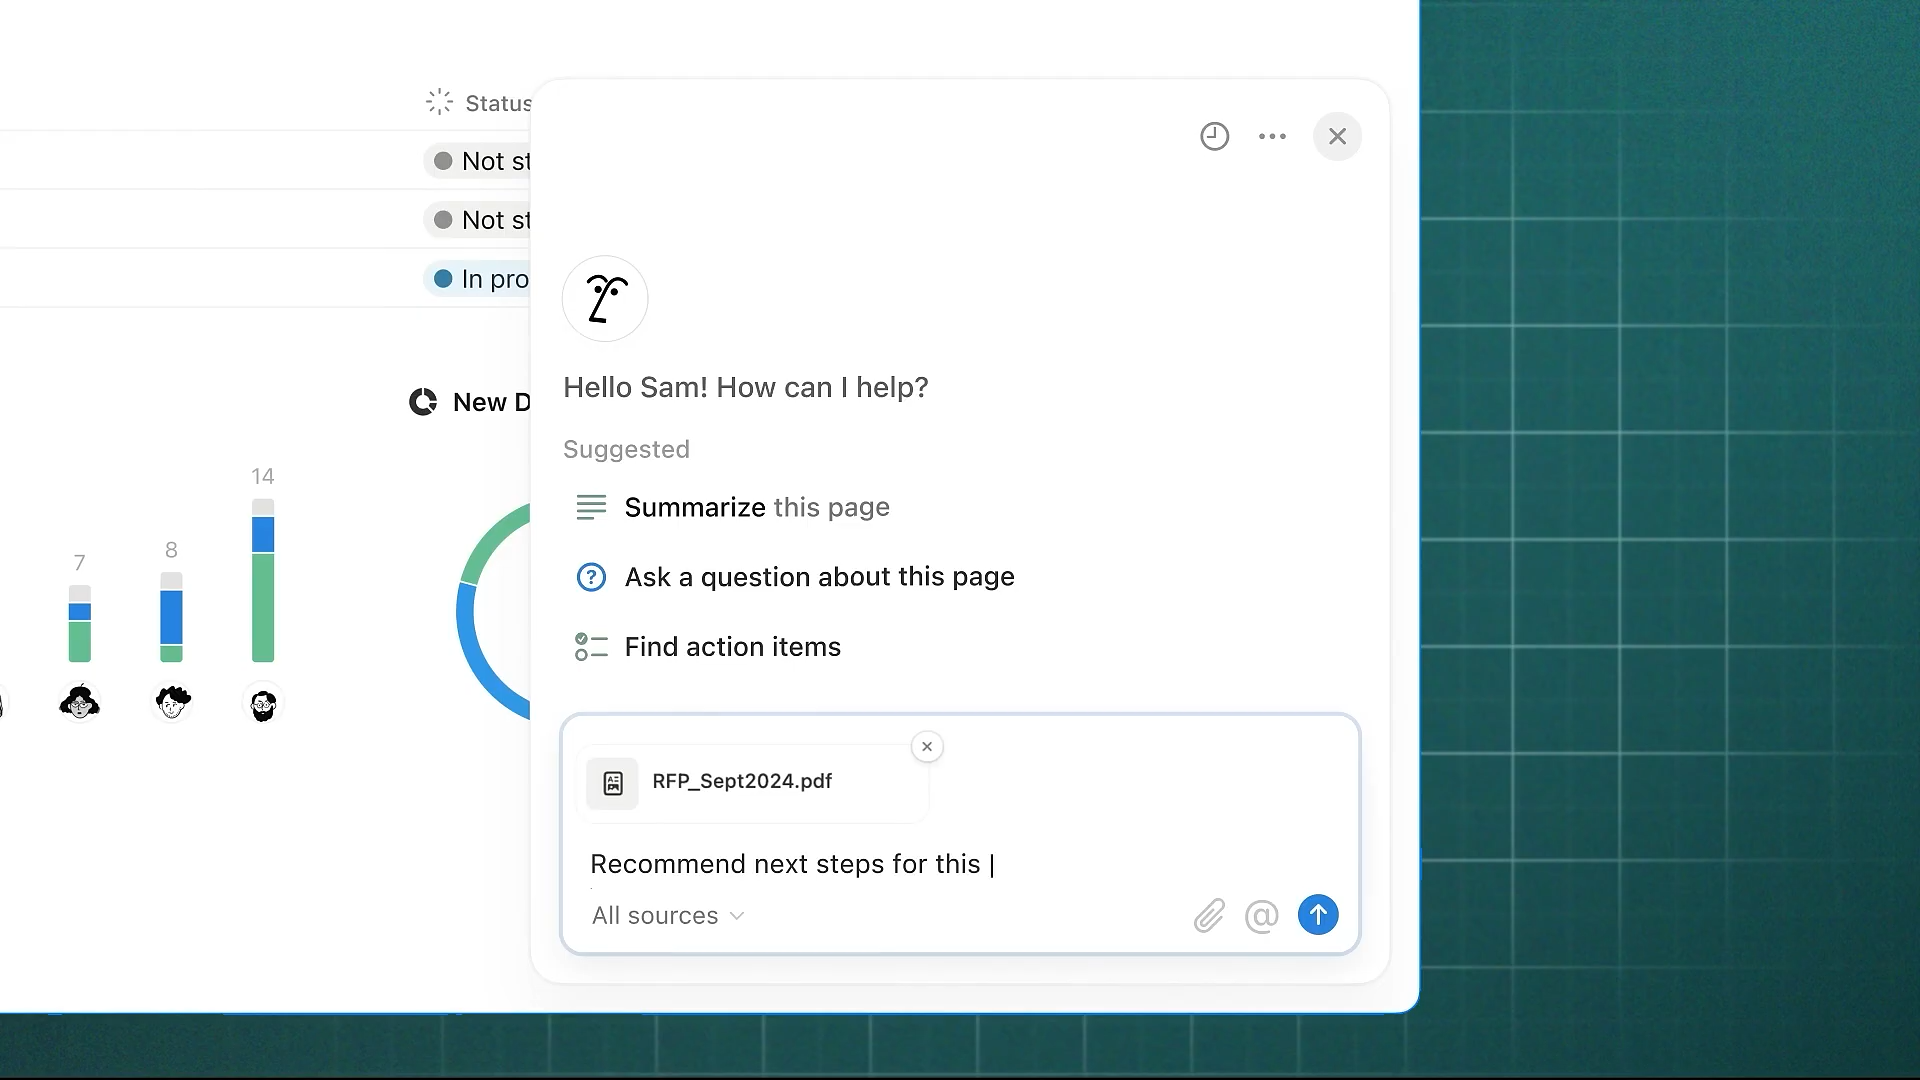 Status
Not st
Not st
In pro
New D
14
8
7
Hello Sam! How can I help?
Suggested
Summarize this page
Ask a question about this page
Find action items
RFP_Sept2024.pdf
Recommend next steps for this
All sources